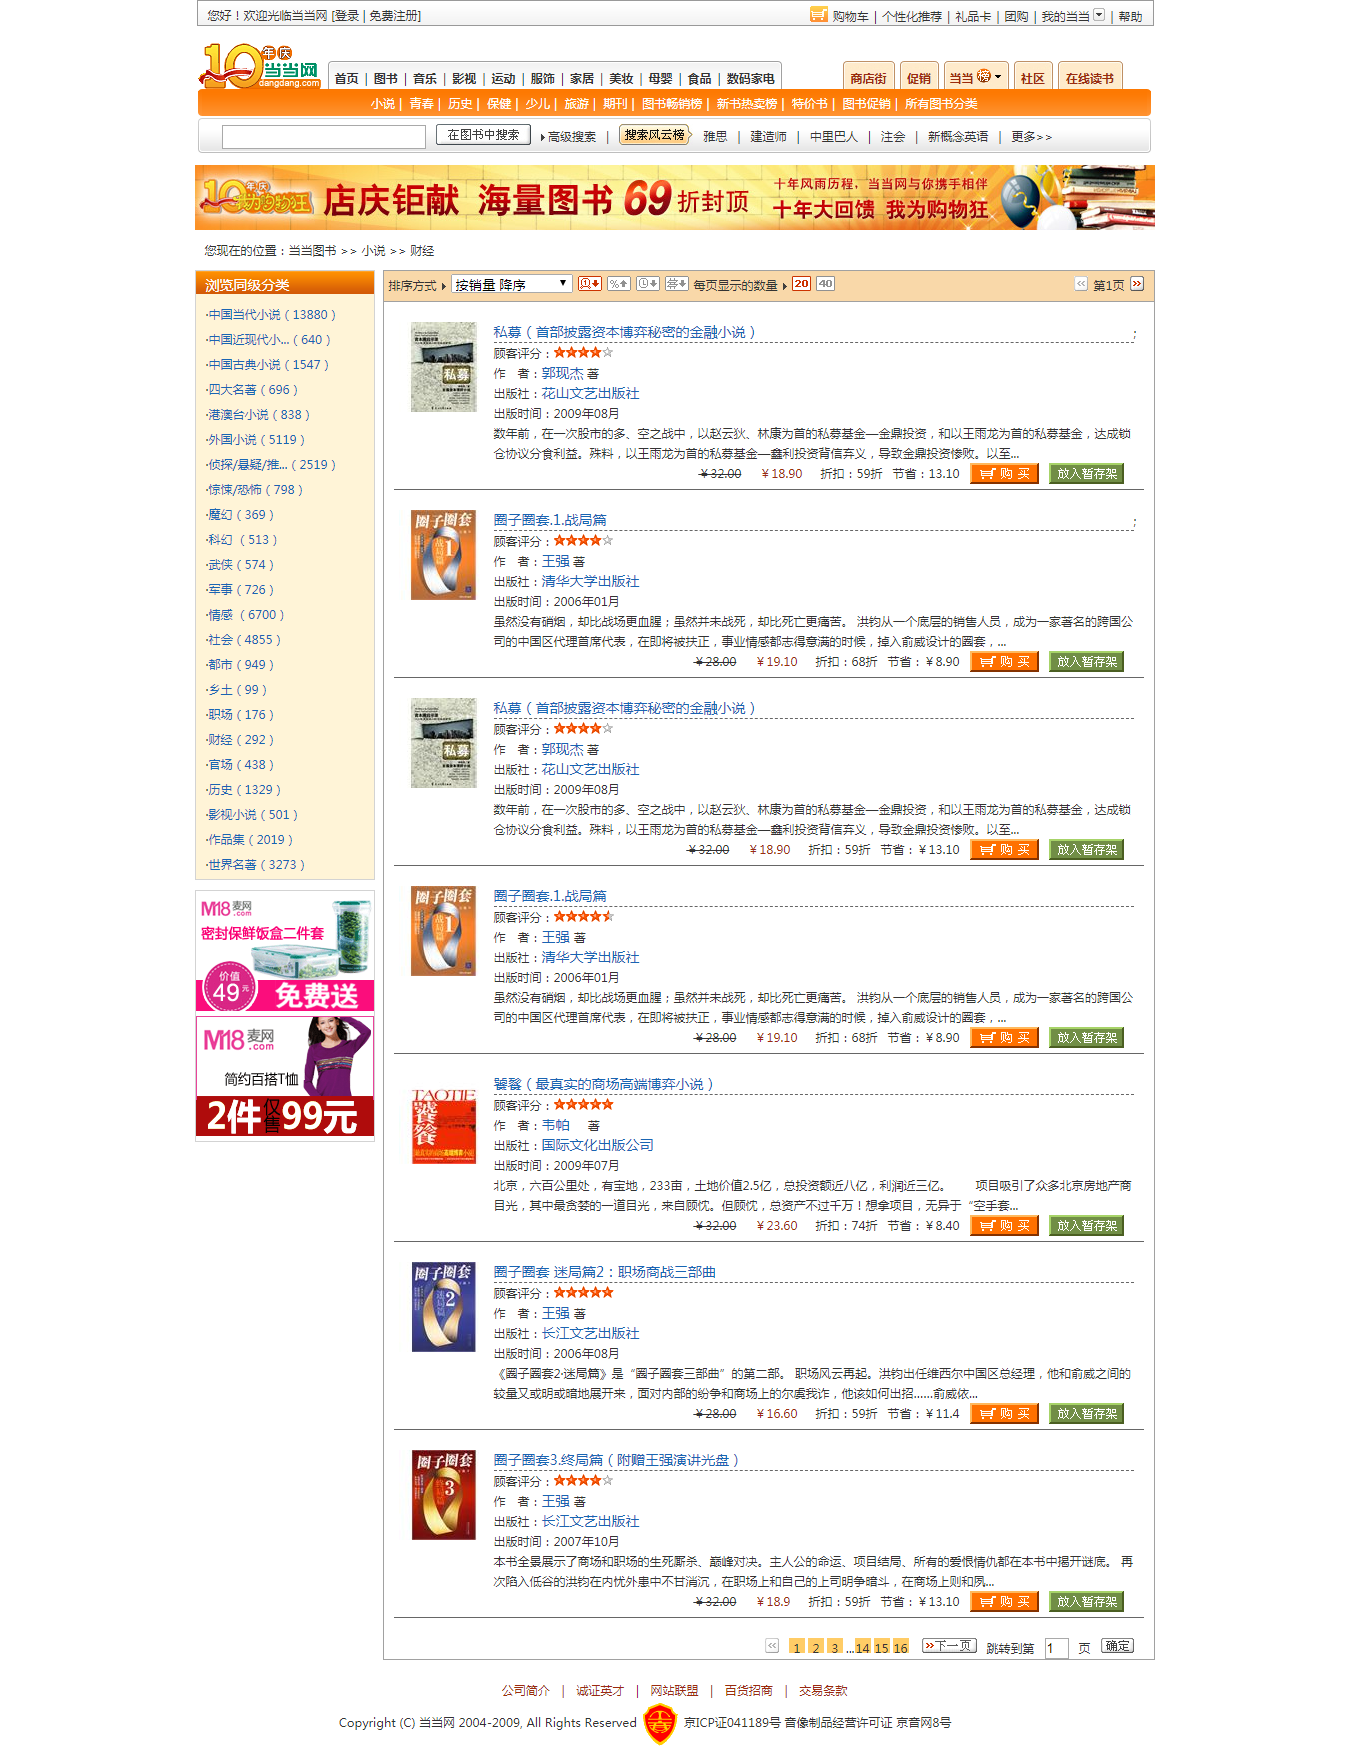 您好！欢迎光临当当网 [登录 | 免费注册]
购物车 | 个性化推荐 | 礼品卡 | 团购 | 我的当当 | 帮助
10年庆 当当网 dangdang.com
首页 | 图书 | 音乐 | 影视 | 运动 | 服饰 | 家居 | 美妆 | 母婴 | 食品 | 数码家电
商店街 促销 当当榜 社区 在线读书
小说 | 青春 | 历史 | 保健 | 少儿 | 旅游 | 期刊 | 图书畅销榜 | 新书热卖榜 | 特价书 | 图书促销 | 所有图书分类
在图书中搜索 高级搜索 | 搜索风云榜 雅思 | 建造师 | 中里巴人 | 注会 | 新概念英语 | 更多>>
10年庆 店庆钜献 海量图书 69折封顶
十年风雨历程，当当网与你携手相伴
十年大回馈 我为购物狂
您现在的位置：当当图书 >> 小说 >> 财经
浏览同级分类
·中国当代小说（13880）
·中国近现代小...（640）
·中国古典小说（1547）
·四大名著（696）
·港澳台小说（838）
·外国小说（5119）
·侦探/悬疑/推...（2519）
·惊悚/恐怖（798）
·魔幻（369）
·科幻 （513）
·武侠（574）
·军事（726）
·情感 （6700）
·社会（4855）
·都市（949）
·乡土（99）
·职场（176）
·财经（292）
·官场（438）
·历史（1329）
·影视小说（501）
·作品集（2019）
·世界名著（3273）
M18麦网.com
密封保鲜饭盒二件套
价值49元 免费送
M18麦网.com
简约百搭T恤
2件仅售99元
排序方式 按销量 降序 每页显示的数量 20 40 第1页
私募（首部披露资本博弈秘密的金融小说） ;
顾客评分：
作 者：郭现杰 著
出版社：花山文艺出版社
出版时间：2009年08月
数年前，在一次股市的多、空之战中，以赵云狄、林康为首的私募基金—金鼎投资，和以王雨龙为首的私募基金，达成锁
仓协议分食利益。殊料，以王雨龙为首的私募基金—鑫利投资背信弃义，导致金鼎投资惨败。以至...
￥32.00 ￥18.90 折扣：59折 节省：13.10 购 买 放入暂存架
圈子圈套.1.战局篇 ;
顾客评分：
作 者：王强 著
出版社：清华大学出版社
出版时间：2006年01月
虽然没有硝烟，却比战场更血腥；虽然并未战死，却比死亡更痛苦。 洪钧从一个底层的销售人员，成为一家著名的跨国公
司的中国区代理首席代表，在即将被扶正，事业情感都志得意满的时候，掉入俞威设计的圈套，...
￥28.00 ￥19.10 折扣：68折 节省：￥8.90 购 买 放入暂存架
私募（首部披露资本博弈秘密的金融小说）
顾客评分：
作 者：郭现杰 著
出版社：花山文艺出版社
出版时间：2009年08月
数年前，在一次股市的多、空之战中，以赵云狄、林康为首的私募基金—金鼎投资，和以王雨龙为首的私募基金，达成锁
仓协议分食利益。殊料，以王雨龙为首的私募基金—鑫利投资背信弃义，导致金鼎投资惨败。以至...
￥32.00 ￥18.90 折扣：59折 节省：￥13.10 购 买 放入暂存架
圈子圈套.1.战局篇
顾客评分：
作 者：王强 著
出版社：清华大学出版社
出版时间：2006年01月
虽然没有硝烟，却比战场更血腥；虽然并未战死，却比死亡更痛苦。 洪钧从一个底层的销售人员，成为一家著名的跨国公
司的中国区代理首席代表，在即将被扶正，事业情感都志得意满的时候，掉入俞威设计的圈套，...
￥28.00 ￥19.10 折扣：68折 节省：￥8.90 购 买 放入暂存架
饕餮（最真实的商场高端博弈小说）
顾客评分：
作 者：韦帕 著
出版社：国际文化出版公司
出版时间：2009年07月
北京，六百公里处，有宝地，233亩，土地价值2.5亿，总投资额近八亿，利润近三亿。 项目吸引了众多北京房地产商
目光，其中最贪婪的一道目光，来自顾忱。但顾忱，总资产不过千万！想拿项目，无异于“空手套...
￥32.00 ￥23.60 折扣：74折 节省：￥8.40 购 买 放入暂存架
圈子圈套 迷局篇2：职场商战三部曲
顾客评分：
作 者：王强 著
出版社：长江文艺出版社
出版时间：2006年08月
《圈子圈套2·迷局篇》是“圈子圈套三部曲”的第二部。 职场风云再起。洪钧出任维西尔中国区总经理，他和俞威之间的
较量又或明或暗地展开来，面对内部的纷争和商场上的尔虞我诈，他该如何出招......俞威依...
￥28.00 ￥16.60 折扣：59折 节省：￥11.4 购 买 放入暂存架
圈子圈套3.终局篇（附赠王强演讲光盘）
顾客评分：
作 者：王强 著
出版社：长江文艺出版社
出版时间：2007年10月
本书全景展示了商场和职场的生死厮杀、巅峰对决。主人公的命运、项目结局、所有的爱恨情仇都在本书中揭开谜底。 再
次陷入低谷的洪钧在内忧外患中不甘消沉，在职场上和自己的上司明争暗斗，在商场上则和夙...
￥32.00 ￥18.9 折扣：59折 节省：￥13.10 购 买 放入暂存架
1 2 3 ...14 15 16 下一页 跳转到第 1 页 确定
公司简介 | 诚证英才 | 网站联盟 | 百货招商 | 交易条款
Copyright (C) 当当网 2004-2009, All Rights Reserved 京ICP证041189号 音像制品经营许可证 京音网8号